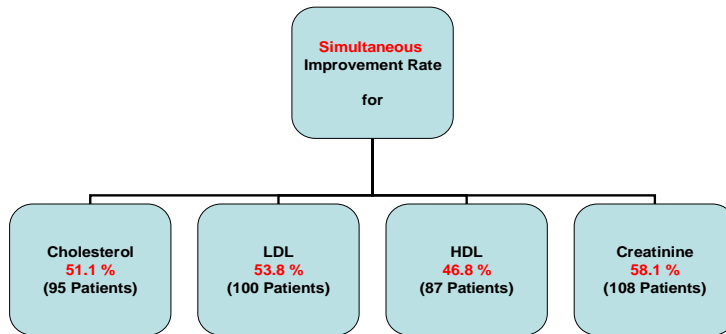 Simultaneous
Improvement Rate
for
Cholesterol
51.1 %
(95 Patients)
LDL
53.8 %
(100 Patients)
HDL
46.8 %
(87 Patients)
Creatinine
58.1 %
(108 Patients)